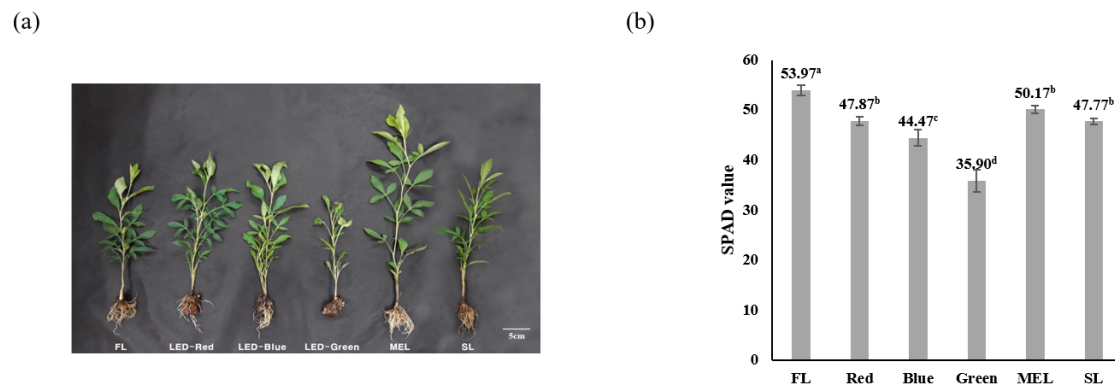 (a)
(b)
FL
LED-Red
LED-Blue
LED-Green
MEL
SL
5cm
SPAD value
60
50
40
30
20
10
0
53.97ᵃ
47.87ᵇ
44.47ᶜ
35.90ᵈ
50.17ᵇ
47.77ᵇ
FL
Red
Blue
Green
MEL
SL